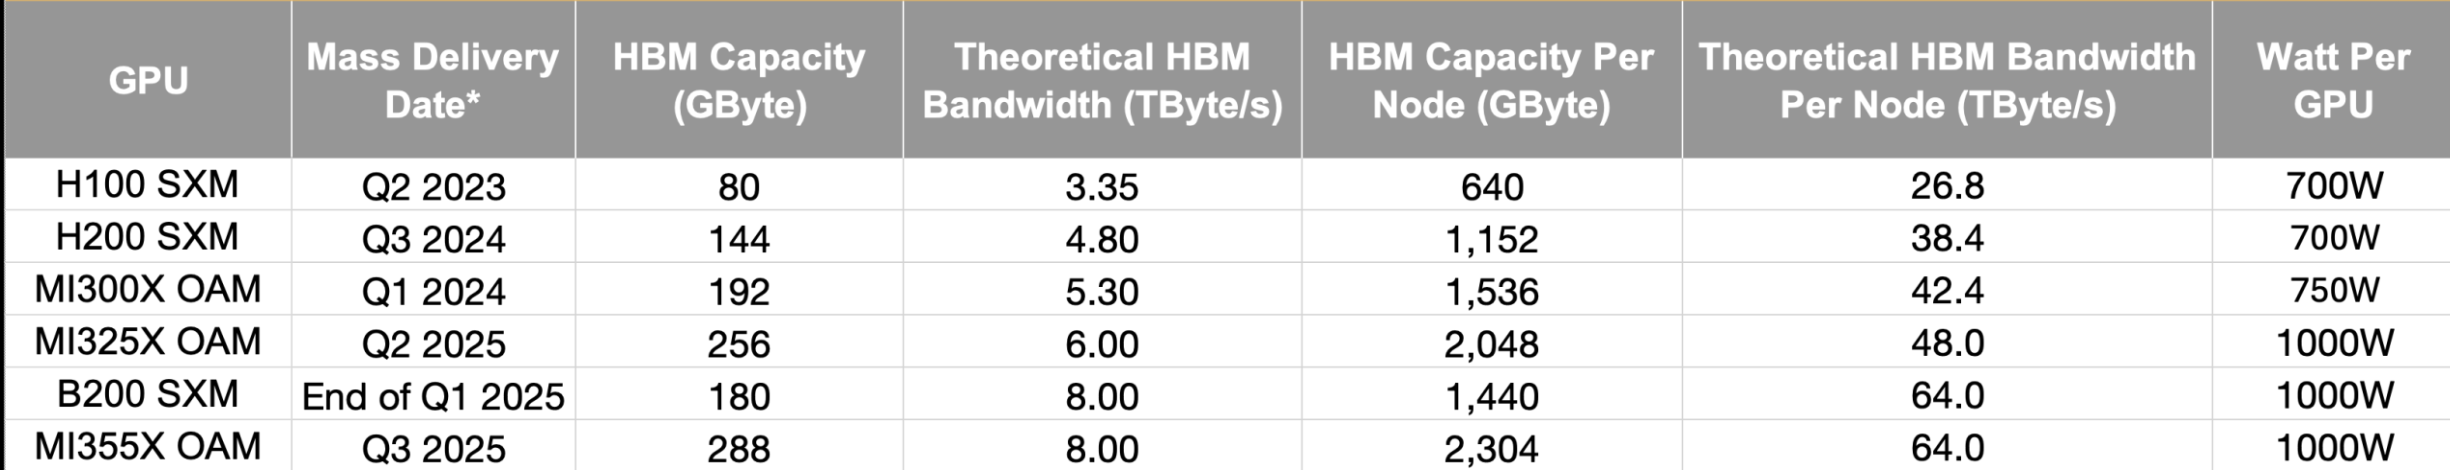 GPU Mass Delivery Date* HBM Capacity (GByte) Theoretical HBM Bandwidth (TByte/s) HBM Capacity Per Node (GByte) Theoretical HBM Bandwidth Per Node (TByte/s) Watt Per GPU
H100 SXM Q2 2023 80 3.35 640 26.8 700W
H200 SXM Q3 2024 144 4.80 1,152 38.4 700W
MI300X OAM Q1 2024 192 5.30 1,536 42.4 750W
MI325X OAM Q2 2025 256 6.00 2,048 48.0 1000W
B200 SXM End of Q1 2025 180 8.00 1,440 64.0 1000W
MI355X OAM Q3 2025 288 8.00 2,304 64.0 1000W